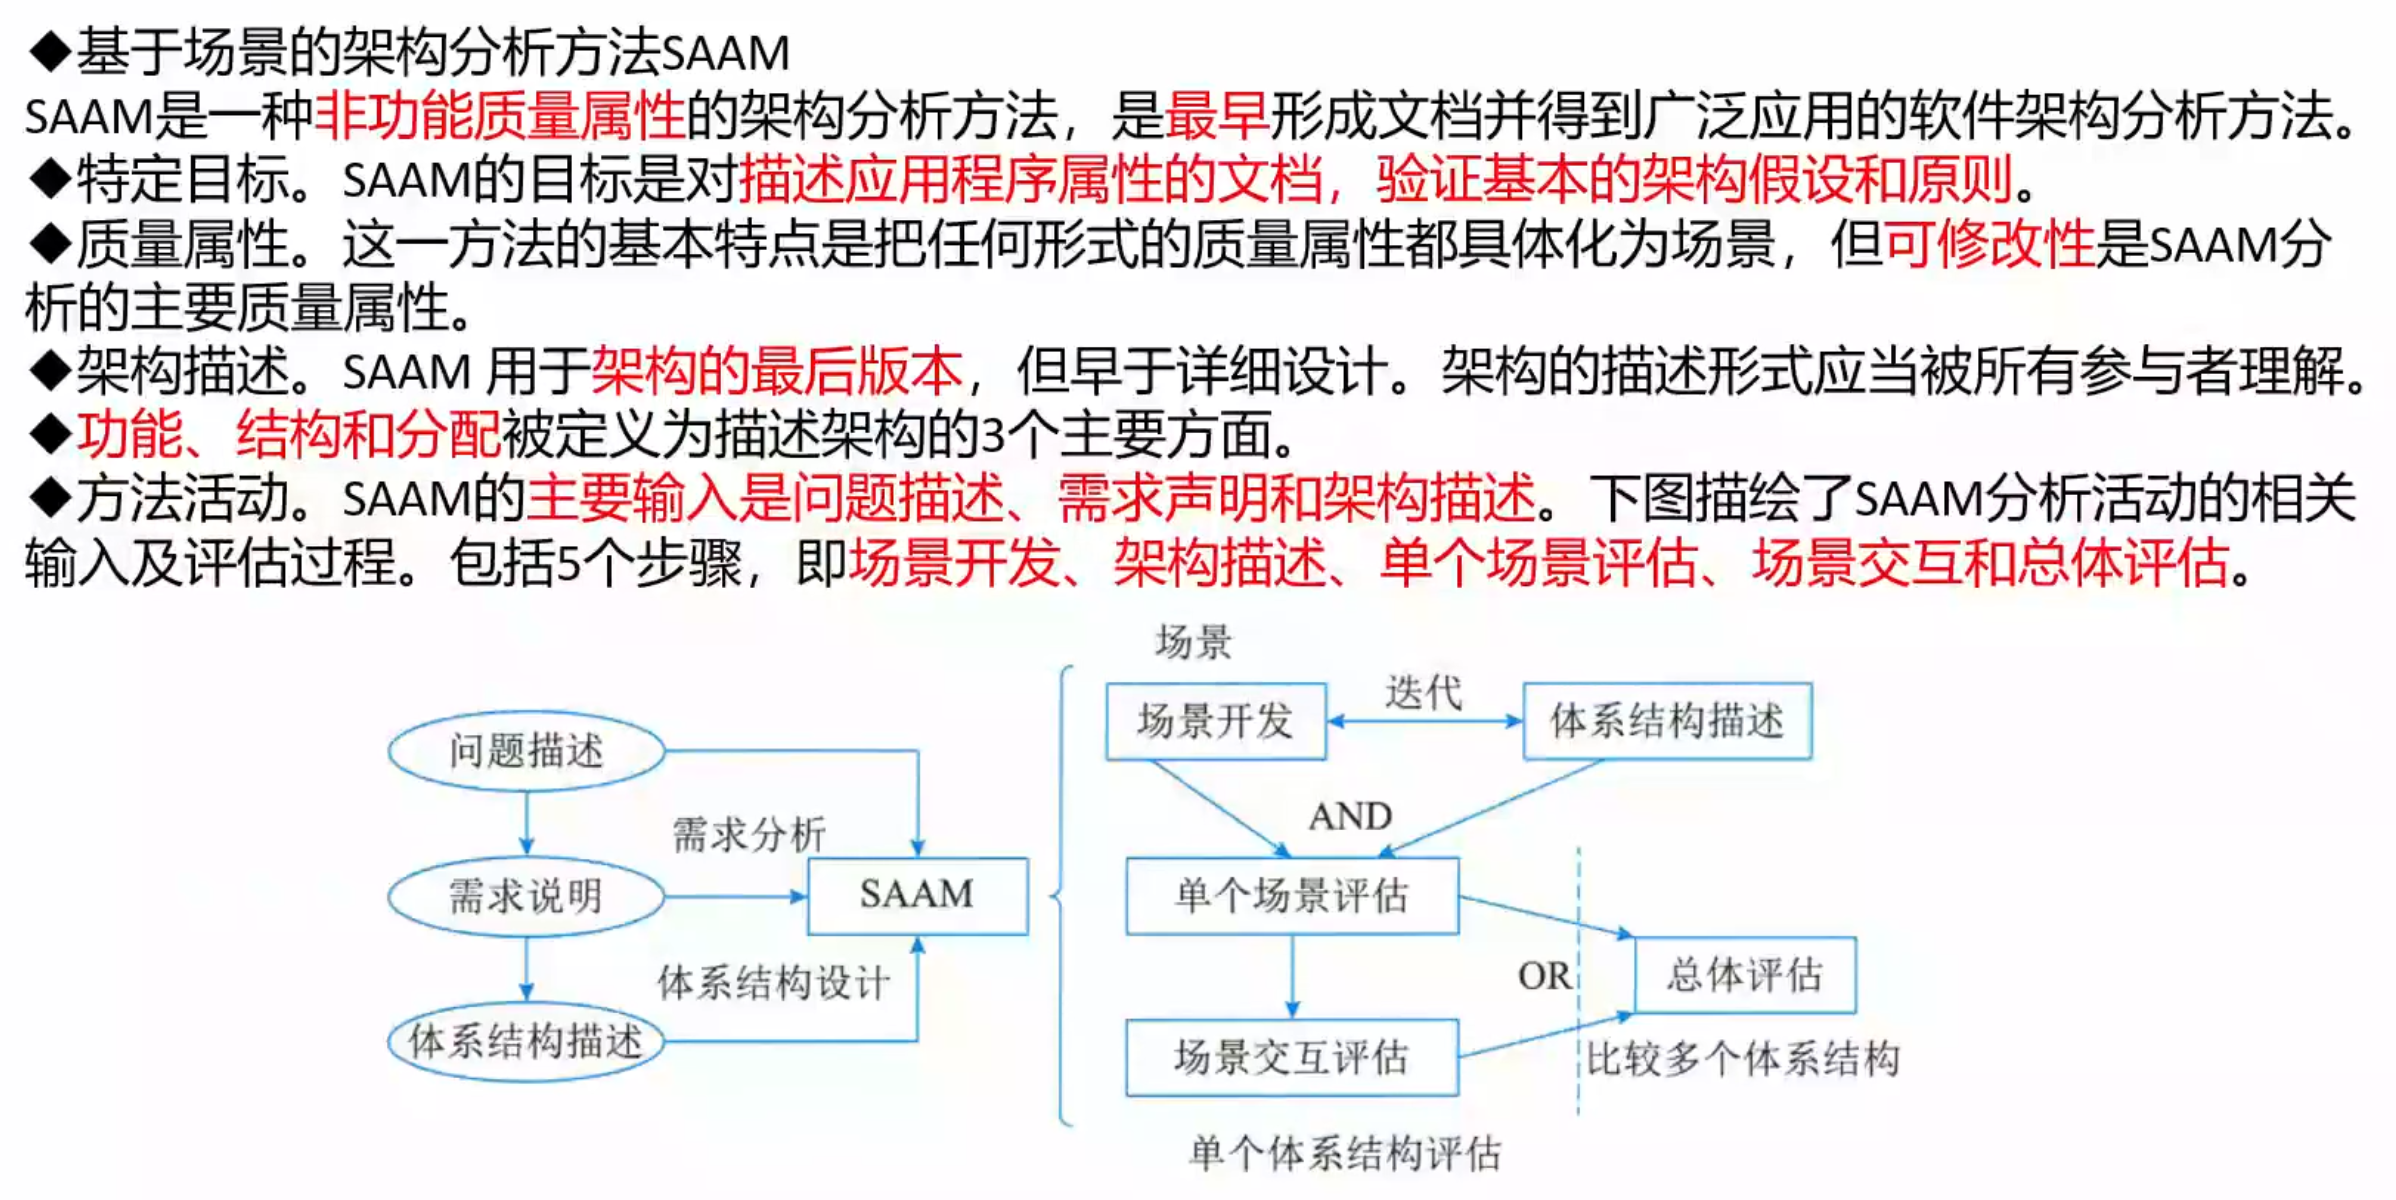 ◆基于场景的架构分析方法SAAM
SAAM是一种非功能质量属性的架构分析方法，是最早形成文档并得到广泛应用的软件架构分析方法。
◆特定目标。SAAM的目标是对描述应用程序属性的文档，验证基本的架构假设和原则。
◆质量属性。这一方法的基本特点是把任何形式的质量属性都具体化为场景，但可修改性是SAAM分
析的主要质量属性。
◆架构描述。SAAM 用于架构的最后版本，但早于详细设计。架构的描述形式应当被所有参与者理解。
◆功能、结构和分配被定义为描述架构的3个主要方面。
◆方法活动。SAAM的主要输入是问题描述、需求声明和架构描述。下图描绘了SAAM分析活动的相关
输入及评估过程。包括5个步骤，即场景开发、架构描述、单个场景评估、场景交互和总体评估。
问题描述
需求分析
需求说明
SAAM
体系结构设计
体系结构描述
场景
场景开发
迭代
体系结构描述
AND
单个场景评估
OR
总体评估
场景交互评估
比较多个体系结构
单个体系结构评估